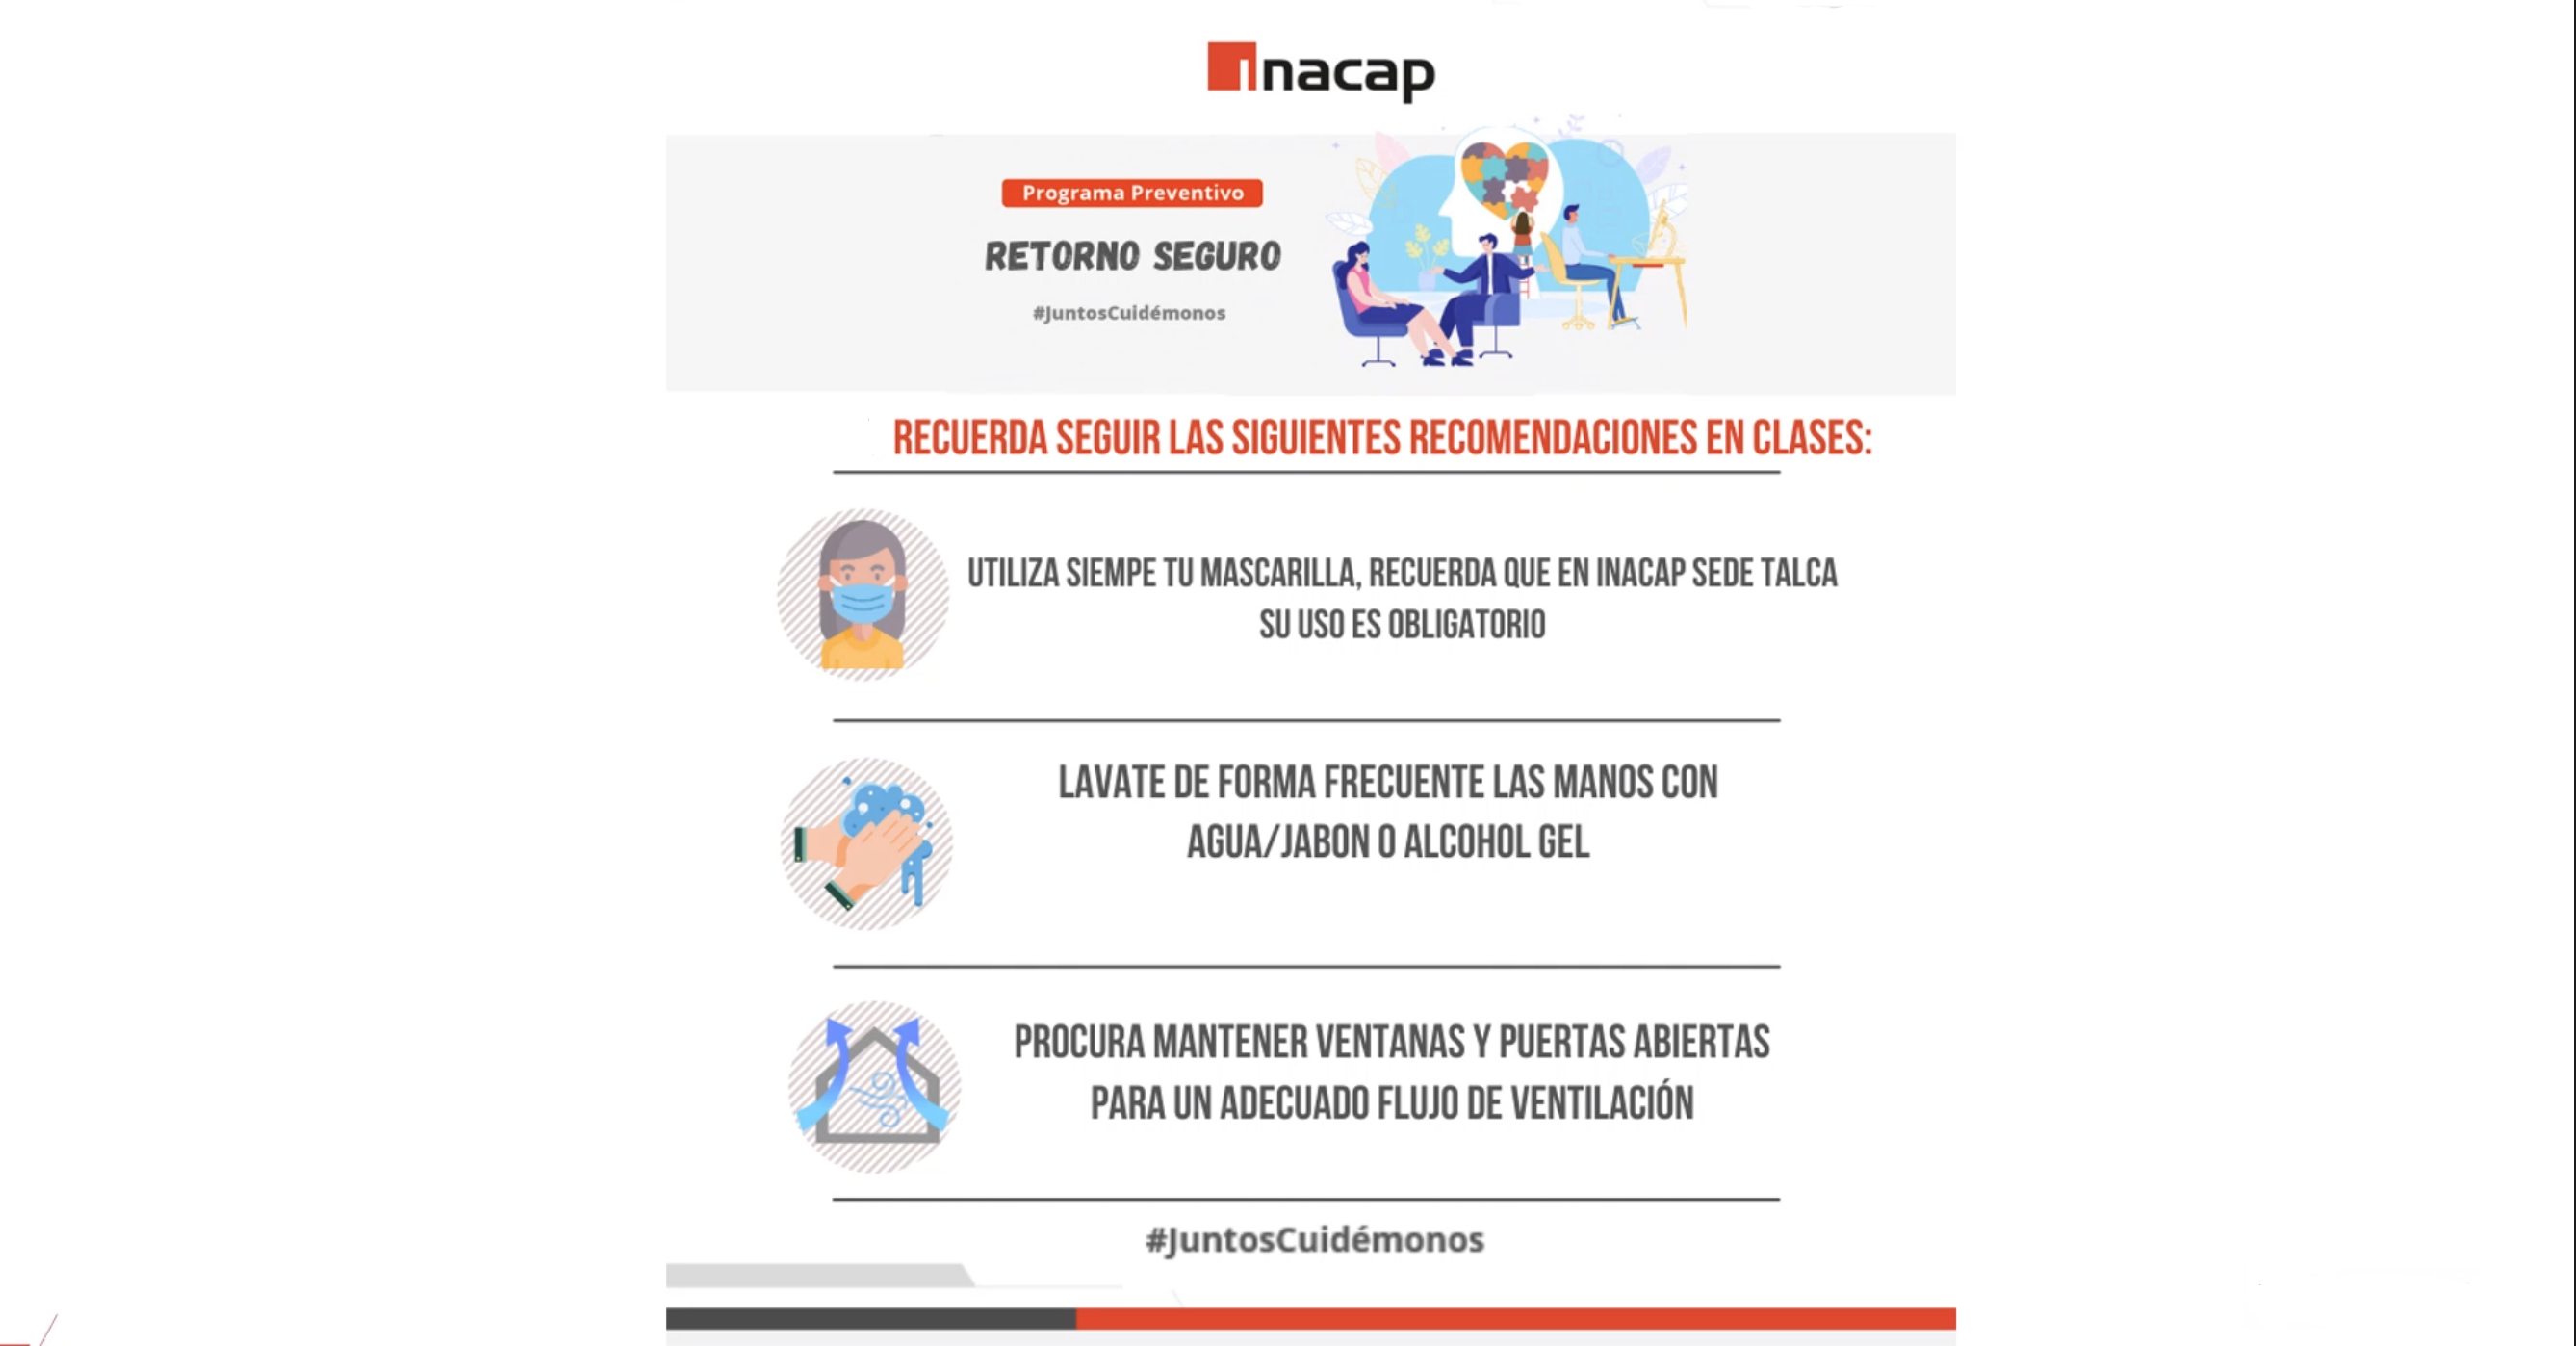 inacap
Programa Preventivo
RETORNO SEGURO
#JuntosCuidémonos
RECUERDA SEGUIR LAS SIGUIENTES RECOMENDACIONES EN CLASES:
UTILIZA SIEMPE TU MASCARILLA, RECUERDA QUE EN INACAP SEDE TALCA
SU USO ES OBLIGATORIO
LAVATE DE FORMA FRECUENTE LAS MANOS CON
AGUA/JABON O ALCOHOL GEL
PROCURA MANTENER VENTANAS Y PUERTAS ABIERTAS
PARA UN ADECUADO FLUJO DE VENTILACIÓN
#JuntosCuidémonos